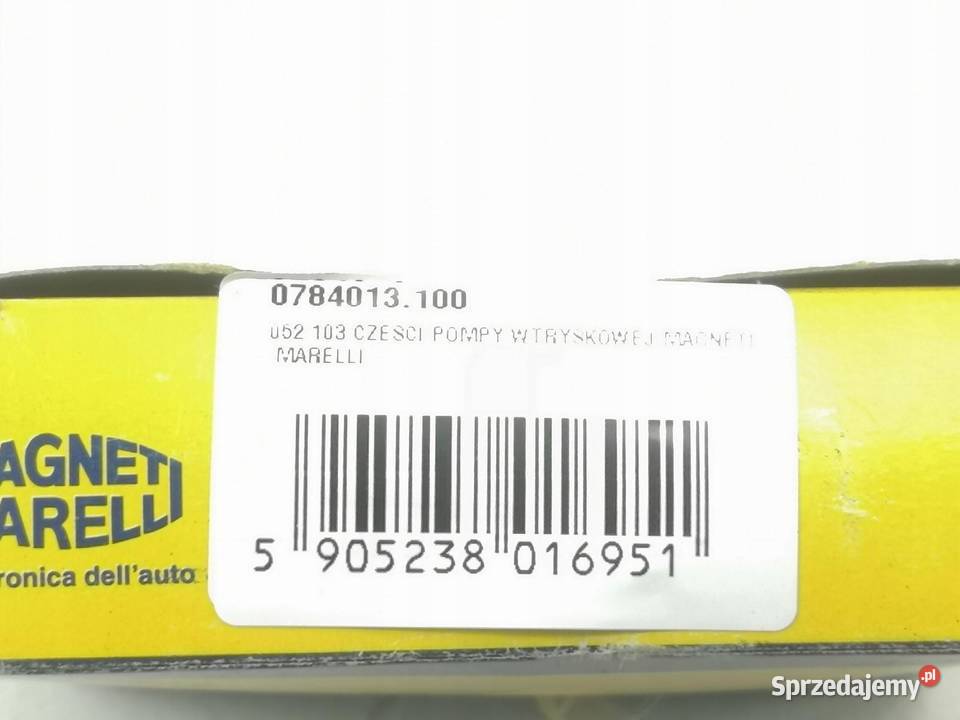 0784013.100
052 103 CZESCI POMPY WTRYSKOWEJ MAGNETI
MARELLI
AGNETI
ARELLI
ronica dell'auto
5 905238 016951
Sprzedajemy.pl